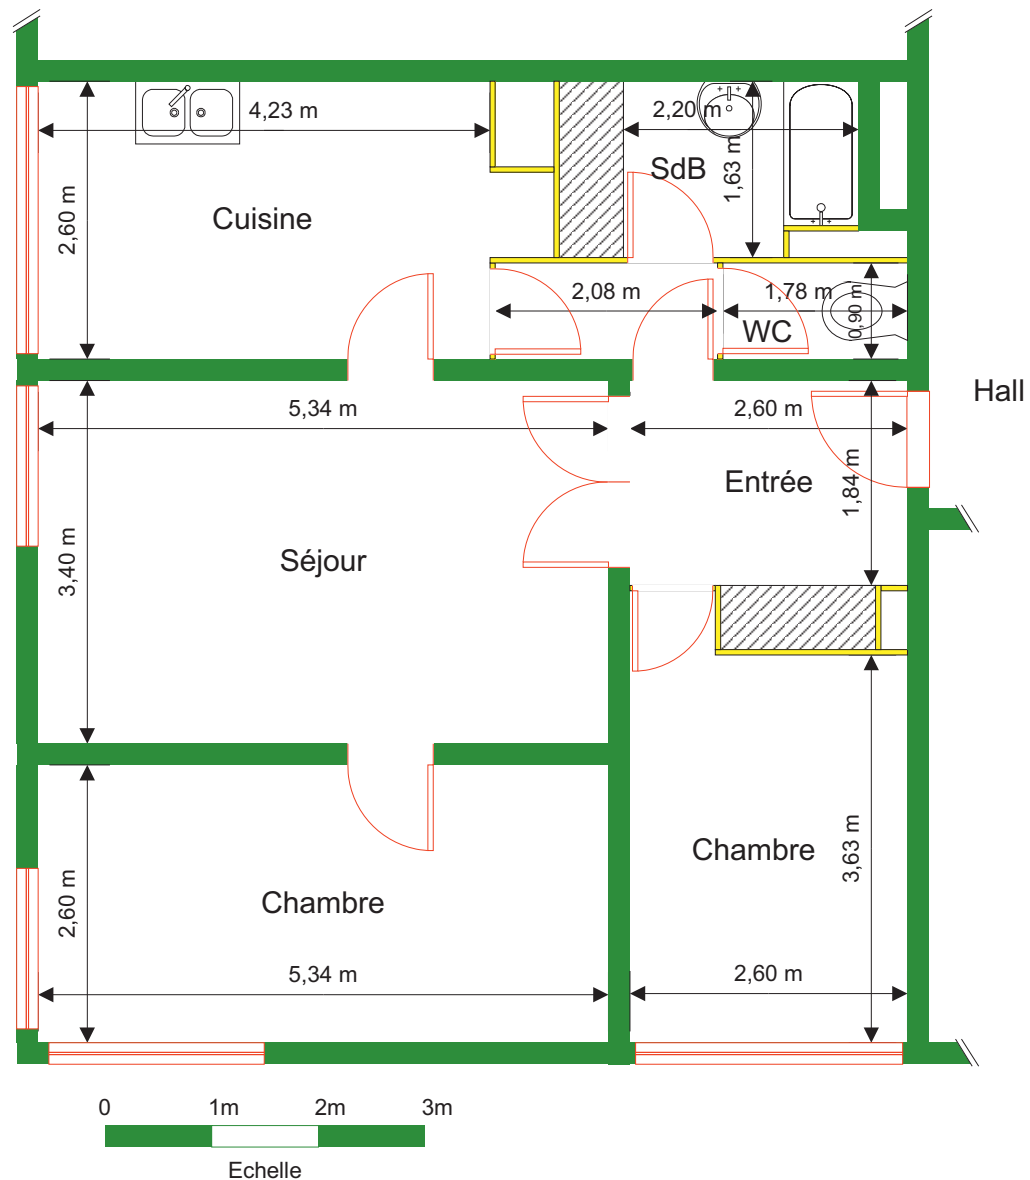 4,23 m
2,20 m
SdB
1,63 m
2,60 m
Cuisine
2,08 m
1,78 m
0,90 m
WC
Hall
5,34 m
2,60 m
Entrée
1,84 m
Séjour
3,40 m
Chambre
3,63 m
Chambre
2,60 m
5,34 m
2,60 m
0 1m 2m 3m
Echelle